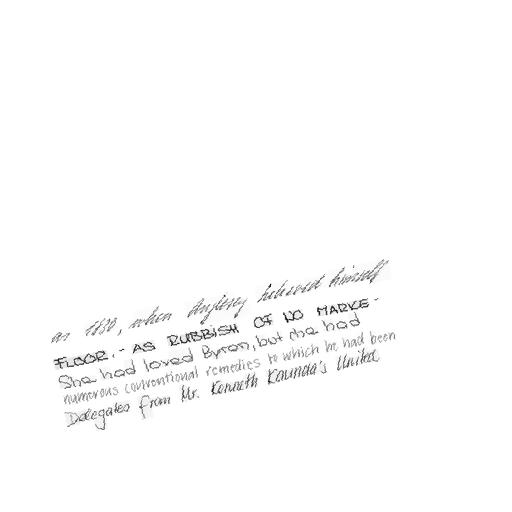 as 1830, when Anglesey believed himself
FLOOR. - AS RUBBISH OF NO MARKE -
She had loved Byron, but she had
numerous conventional remedies to which he had been
Delegates from Mr. Kenneth Kaunda's United